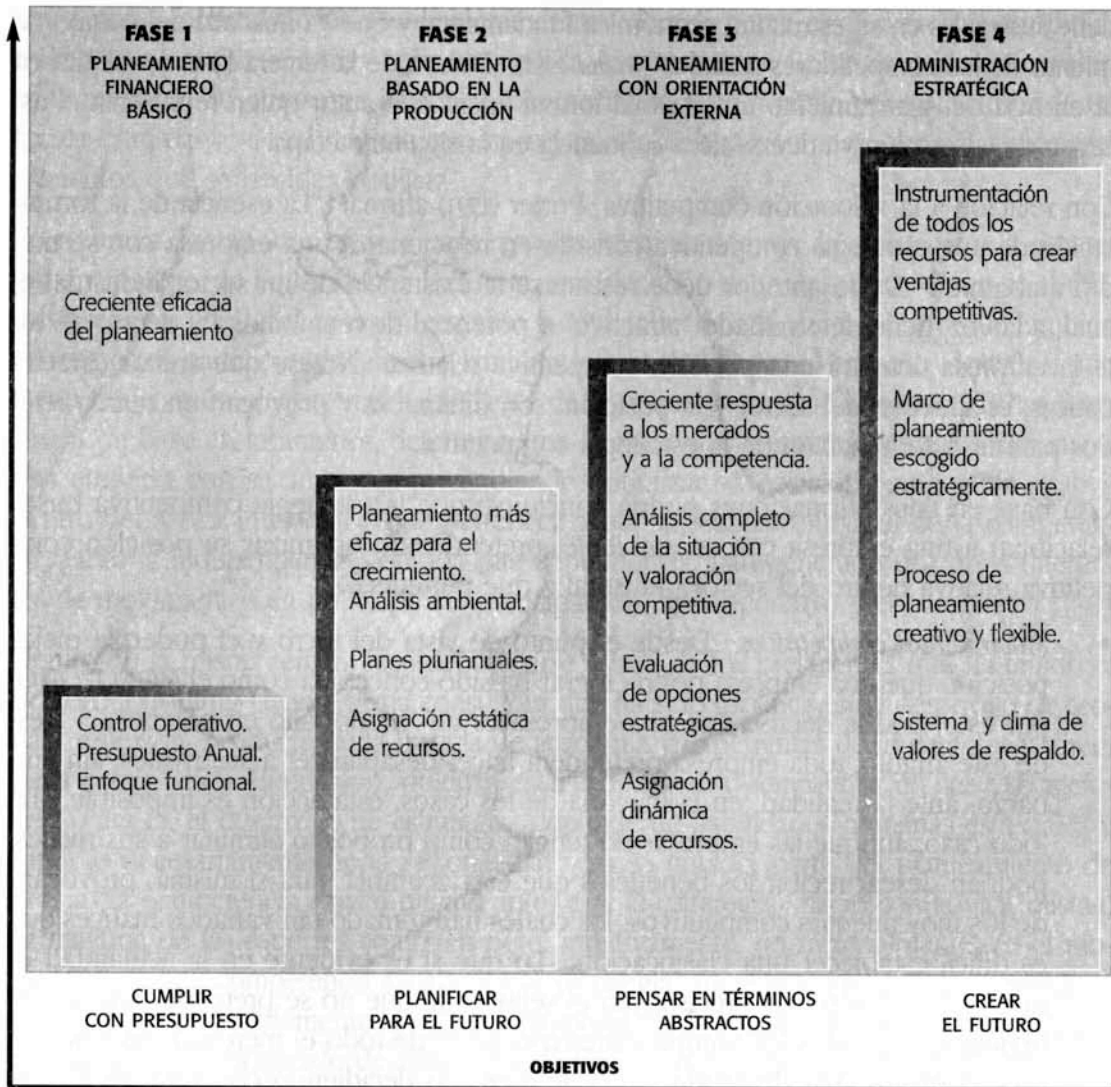 FASE 1
PLANEAMIENTO
FINANCIERO
BÁSICO
FASE 2
PLANEAMIENTO
BASADO EN LA
PRODUCCIÓN
FASE 3
PLANEAMIENTO
CON ORIENTACIÓN
EXTERNA
FASE 4
ADMINISTRACIÓN
ESTRATÉGICA
Creciente eficacia
del planeamiento
Control operativo.
Presupuesto Anual.
Enfoque funcional.
Planeamiento más
eficaz para el
crecimiento.
Análisis ambiental.
Planes plurianuales.
Asignación estática
de recursos.
Creciente respuesta
a los mercados
y a la competencia.
Análisis completo
de la situación
y valoración
competitiva.
Evaluación
de opciones
estratégicas.
Asignación
dinámica
de recursos.
Instrumentación
de todos los
recursos para crear
ventajas
competitivas.
Marco de
planeamiento
escogido
estratégicamente.
Proceso de
planeamiento
creativo y flexible.
Sistema y clima de
valores de respaldo.
CUMPLIR
CON PRESUPUESTO
PLANIFICAR
PARA EL FUTURO
PENSAR EN TÉRMINOS
ABSTRACTOS
CREAR
EL FUTURO
OBJETIVOS